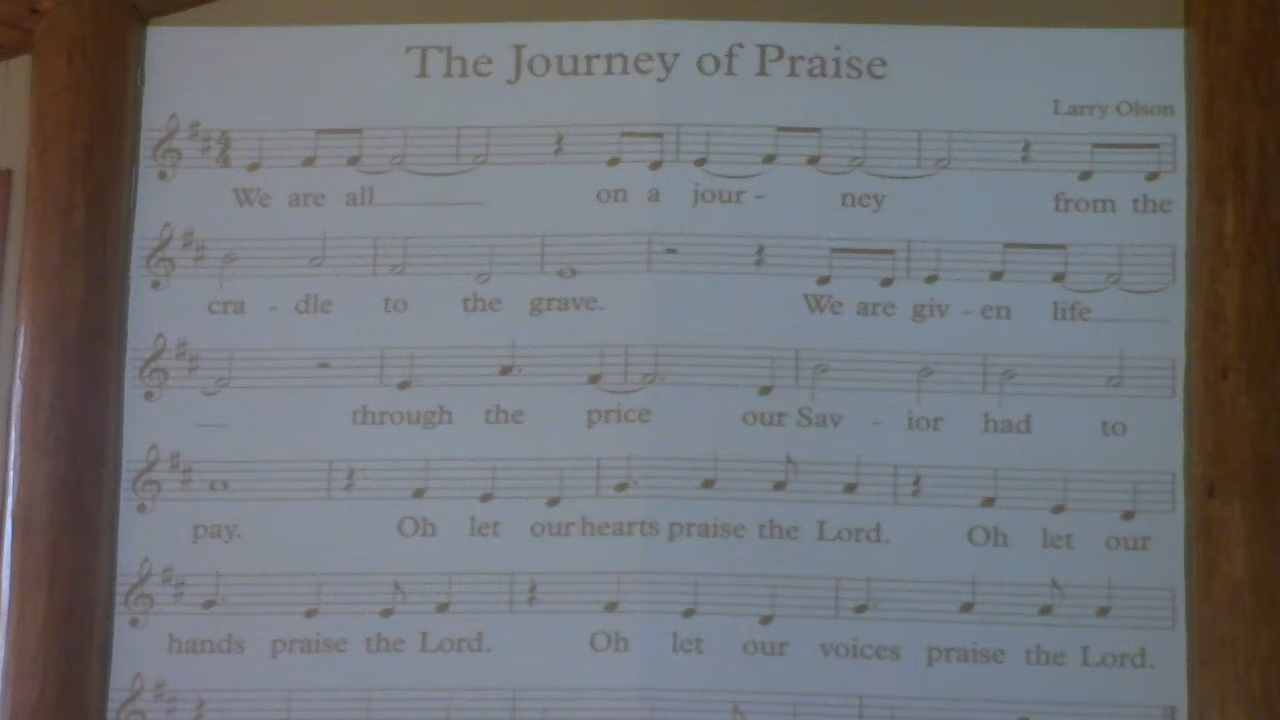 The Journey of Praise
Larry Olson
We are all on a jour - ney from the
cra - dle to the grave. We are giv - en life
through the price our Sav - ior had to
pay. Oh let our hearts praise the Lord. Oh let our
hands praise the Lord. Oh let our voices praise the Lord.